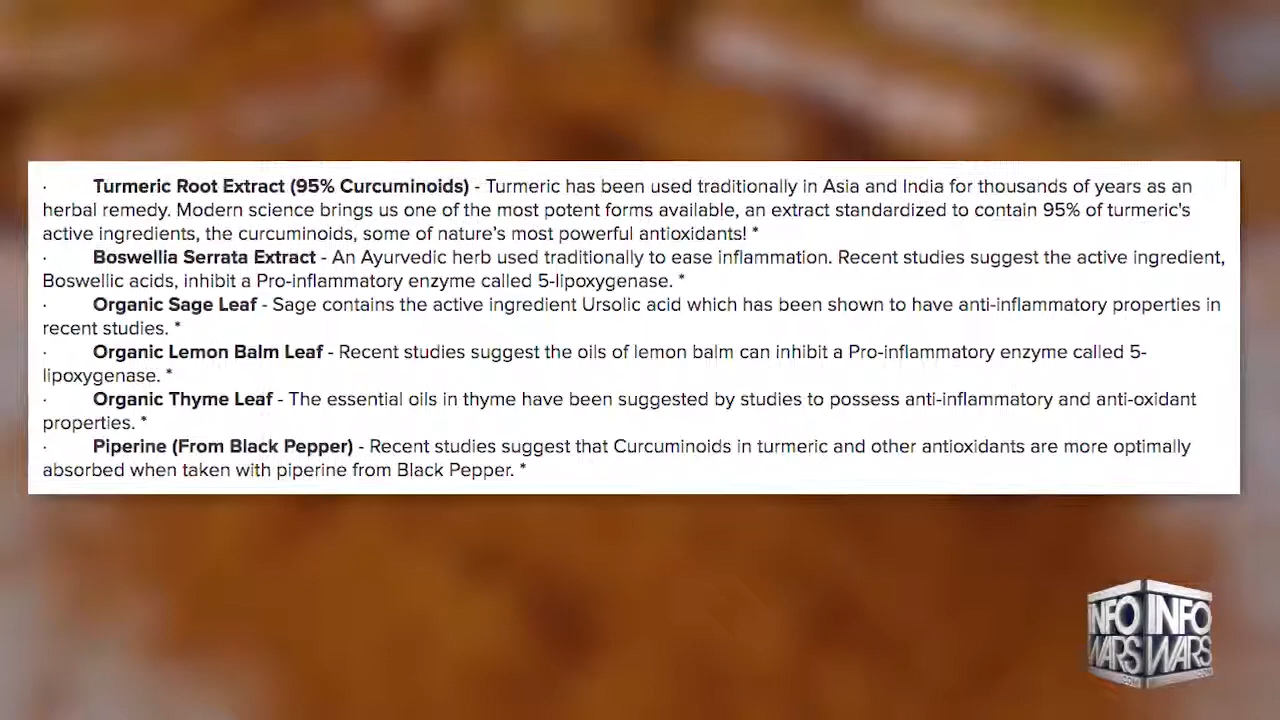 · Turmeric Root Extract (95% Curcuminoids) - Turmeric has been used traditionally in Asia and India for thousands of years as an
herbal remedy. Modern science brings us one of the most potent forms available, an extract standardized to contain 95% of turmeric's
active ingredients, the curcuminoids, some of nature’s most powerful antioxidants! *
· Boswellia Serrata Extract - An Ayurvedic herb used traditionally to ease inflammation. Recent studies suggest the active ingredient,
Boswellic acids, inhibit a Pro-inflammatory enzyme called 5-lipoxygenase. *
· Organic Sage Leaf - Sage contains the active ingredient Ursolic acid which has been shown to have anti-inflammatory properties in
recent studies. *
· Organic Lemon Balm Leaf - Recent studies suggest the oils of lemon balm can inhibit a Pro-inflammatory enzyme called 5-
lipoxygenase. *
· Organic Thyme Leaf - The essential oils in thyme have been suggested by studies to possess anti-inflammatory and anti-oxidant
properties. *
· Piperine (From Black Pepper) - Recent studies suggest that Curcuminoids in turmeric and other antioxidants are more optimally
absorbed when taken with piperine from Black Pepper. *
INFO INFO
WARS WARS